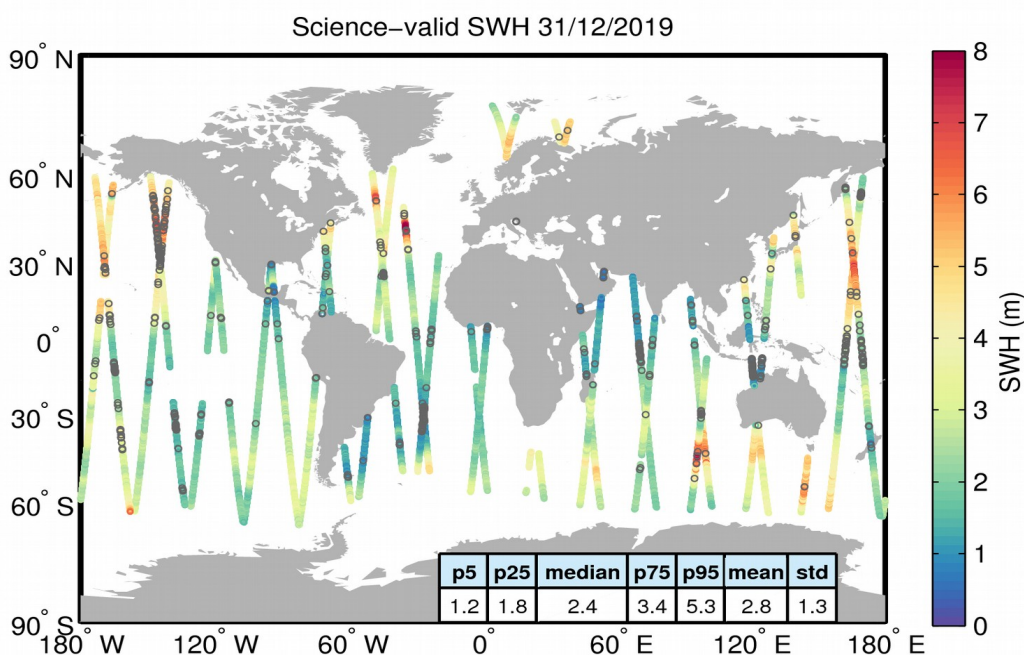 Science−valid SWH 31/12/2019
90° N
60° N
30° N
0°
30° S
60° S
90° S
180° W
120° W
60° W
0°
60° E
120° E
180° E
p5 p25 median p75 p95 mean std
1.2 1.8 2.4 3.4 5.3 2.8 1.3
8
7
6
5
4
3
2
1
0
SWH (m)